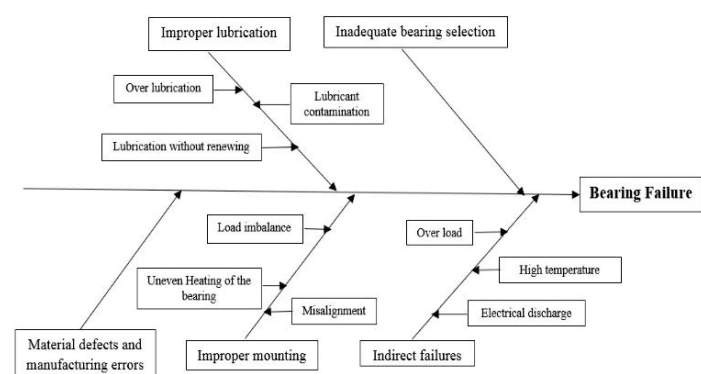 Improper lubrication
Inadequate bearing selection
Over lubrication
Lubricant
contamination
Lubrication without renewing
Bearing Failure
Load imbalance
Over load
Uneven Heating of the
bearing
High temperature
Misalignment
Electrical discharge
Material defects and
manufacturing errors
Improper mounting
Indirect failures